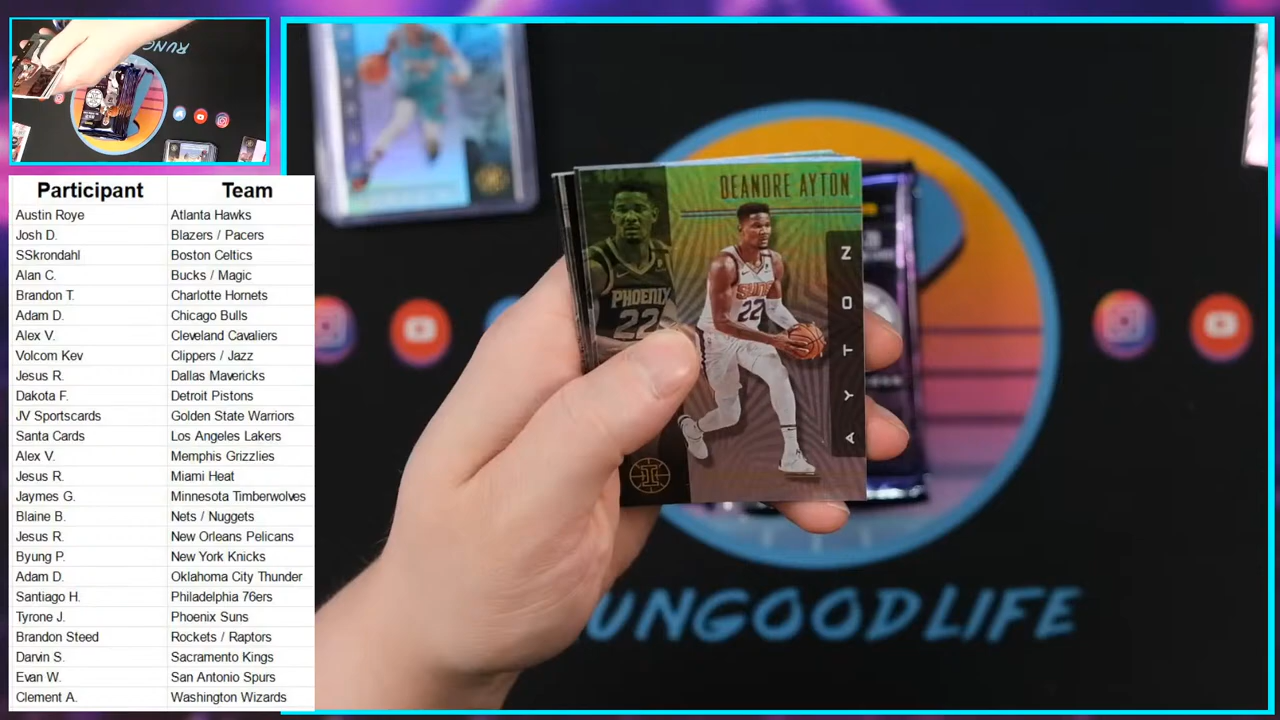 RUNG
Participant Team
Austin Roye Atlanta Hawks
Josh D. Blazers / Pacers
SSkrondahl Boston Celtics
Alan C. Bucks / Magic
Brandon T. Charlotte Hornets
Adam D. Chicago Bulls
Alex V. Cleveland Cavaliers
Volcom Kev Clippers / Jazz
Jesus R. Dallas Mavericks
Dakota F. Detroit Pistons
JV Sportscards Golden State Warriors
Santa Cards Los Angeles Lakers
Alex V. Memphis Grizzlies
Jesus R. Miami Heat
Jaymes G. Minnesota Timberwolves
Blaine B. Nets / Nuggets
Jesus R. New Orleans Pelicans
Byung P. New York Knicks
Adam D. Oklahoma City Thunder
Santiago H. Philadelphia 76ers
Tyrone J. Phoenix Suns
Brandon Steed Rockets / Raptors
Darvin S. Sacramento Kings
Evan W. San Antonio Spurs
Clement A. Washington Wizards
DEANDRE AYTON
PHOENIX
22
SUNS
22
AYTON
UNGOODLIFE